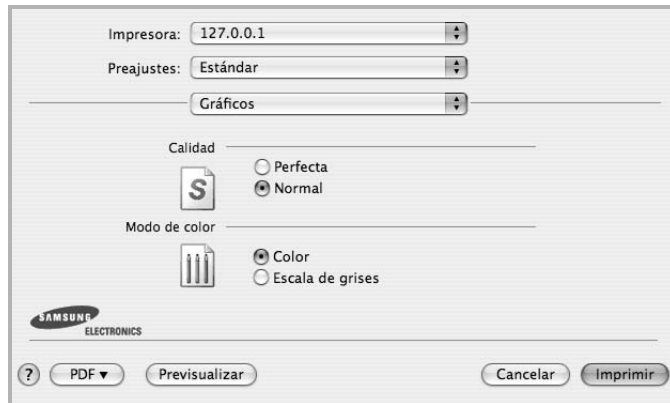 Impresora: 127.0.0.1
Preajustes: Estándar
Gráficos
Calidad
Perfecta
S
Normal
Modo de color
Color
Escala de grises
SAMSUNG
ELECTRONICS
? PDF ▼ Previsualizar Cancelar Imprimir